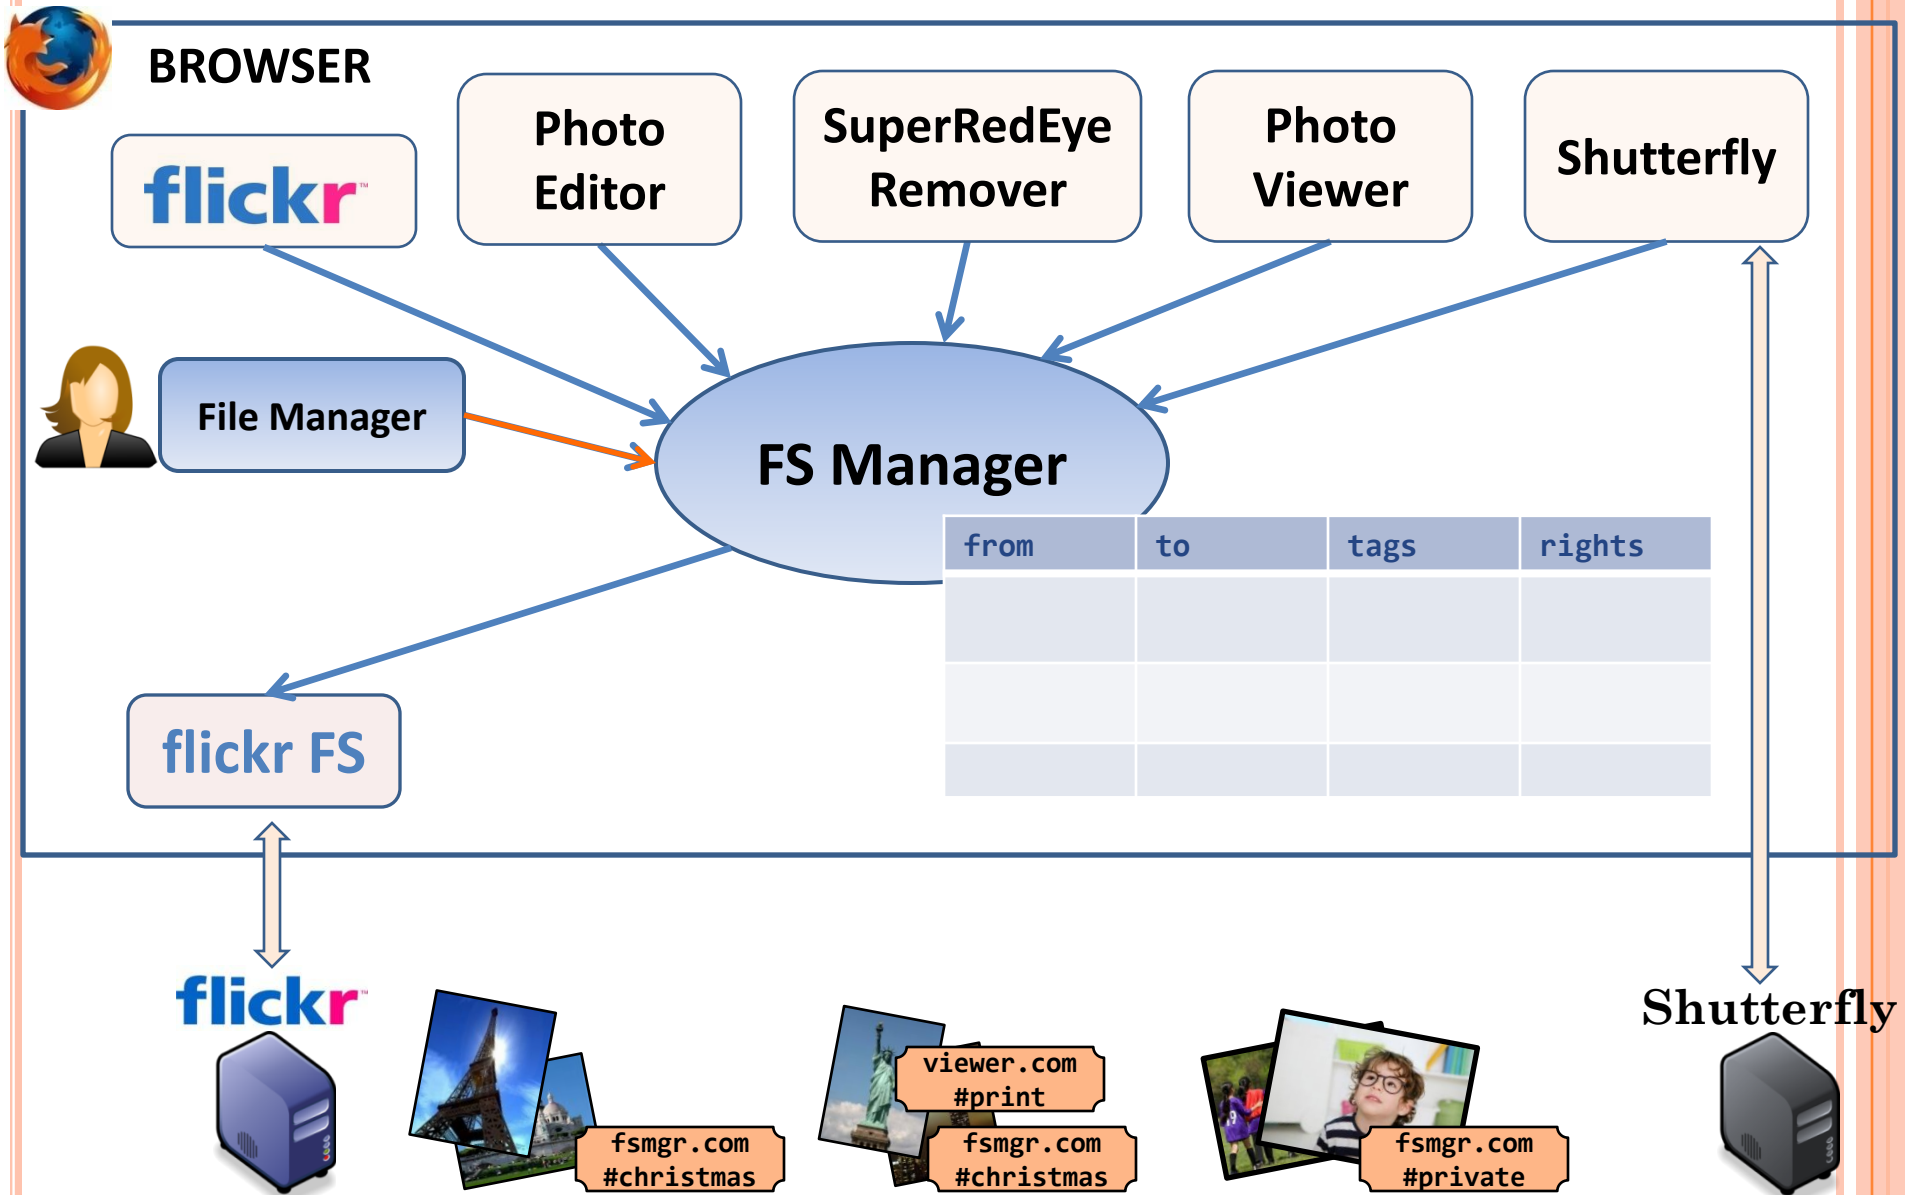 BROWSER
flickr™
Photo
Editor
SuperRedEye
Remover
Photo
Viewer
Shutterfly
File Manager
FS Manager
from to tags rights
flickr FS
flickr
Shutterfly
viewer.com
#print
fsmgr.com
#christmas
fsmgr.com
#christmas
fsmgr.com
#private